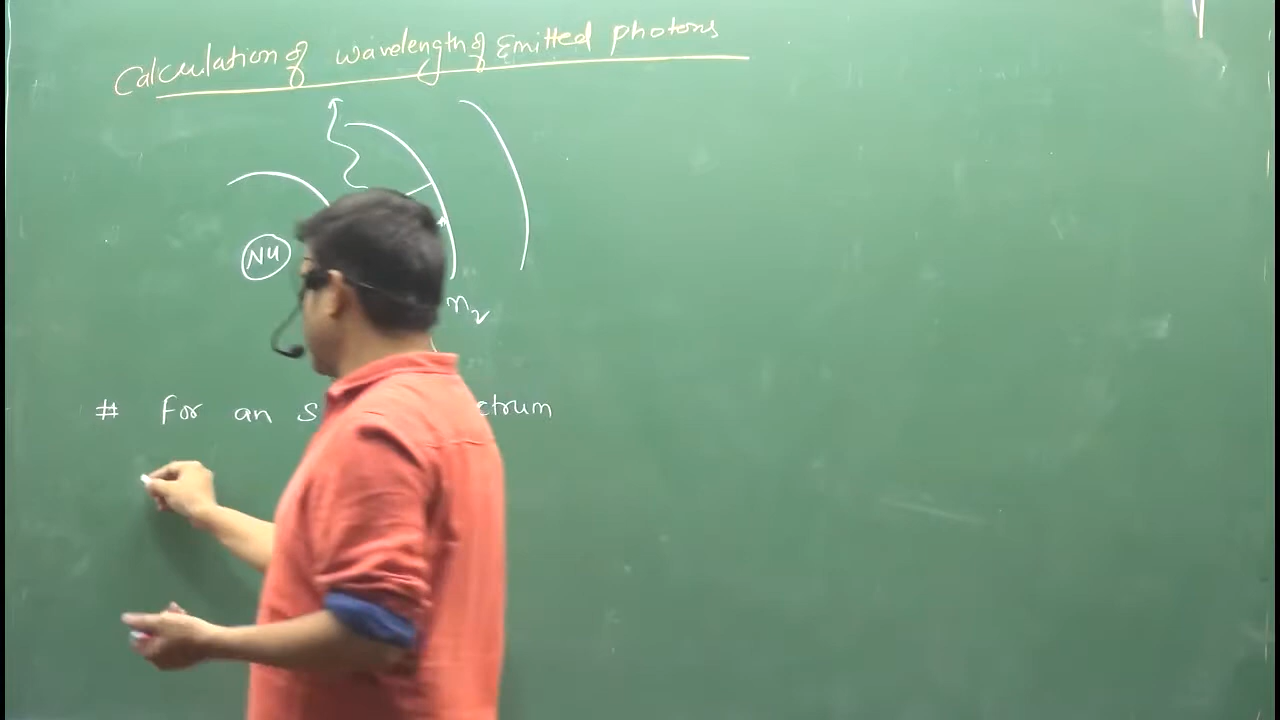 Calculation of wavelength of Emitted photons
Nu
n₂
# For an s ctrum